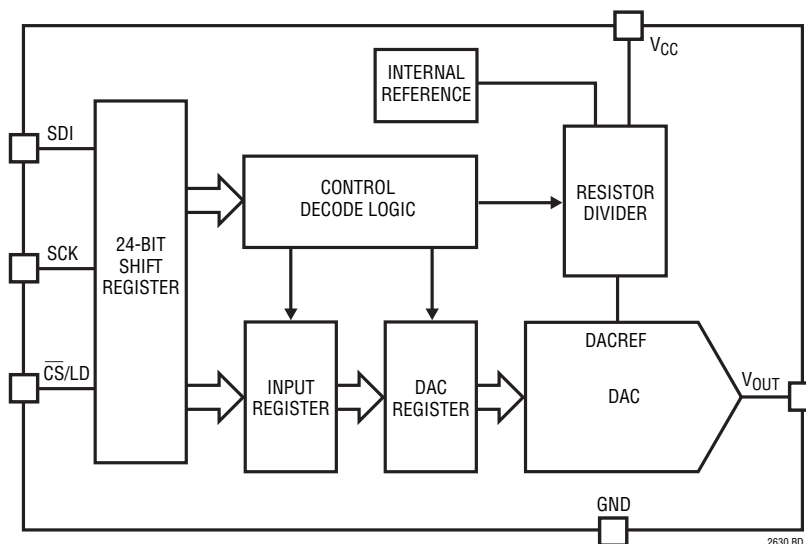 VCC
INTERNAL
REFERENCE
SDI
CONTROL
DECODE LOGIC
RESISTOR
DIVIDER
SCK
24-BIT
SHIFT
REGISTER
DACREF
CS/LD
INPUT
REGISTER
DAC
REGISTER
DAC
VOUT
GND
2630 BD